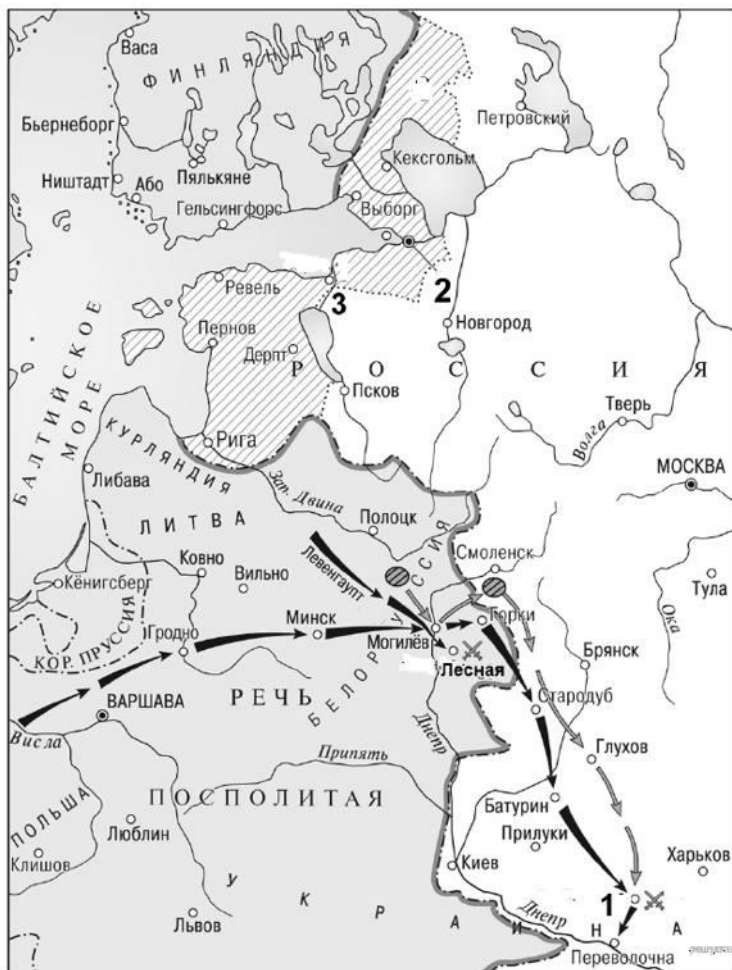 Васа
ФИНЛЯНДИЯ
Петровский
Бьернеборг
Кексгольм
Пялькяне
Ништадт
Або
Гельсингфорс
Выборг
2
Ревель
3
Новгород
Пернов
Дерпт
РОССИЯ
Псков
БАЛТИЙСКОЕ
МОРЕ
Тверь
Волга
Рига
КУРЛЯНДИЯ
Либава
МОСКВА
Зап. Двина
ЛИТВА
Полоцк
Смоленск
Ковно
Левенгаупт
Вильно
Кёнигсберг
Тула
Ока
КОР. ПРУССИЯ
Гродно
Минск
Могилёв
Горки
БЕЛОРУССИЯ
Лесная
Брянск
ВАРШАВА
РЕЧЬ
Стародуб
Висла
Днепр
Глухов
Припять
ПОСПОЛИТАЯ
Батурин
ПОЛЬША
Люблин
Прилуки
Клишов
Киев
Харьков
1
УКРАИНА
Львов
Днепр
Переволочна